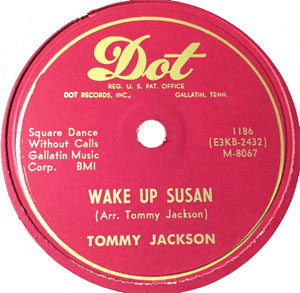 Dot
REG. U. S. PAT. OFFICE
DOT RECORDS, INC., GALLATIN, TENN.
Square Dance
Without Calls
Gallatin Music
Corp. BMI
1186
(E3KB-2432)
M-8067
WAKE UP SUSAN
(Arr. Tommy Jackson)
TOMMY JACKSON